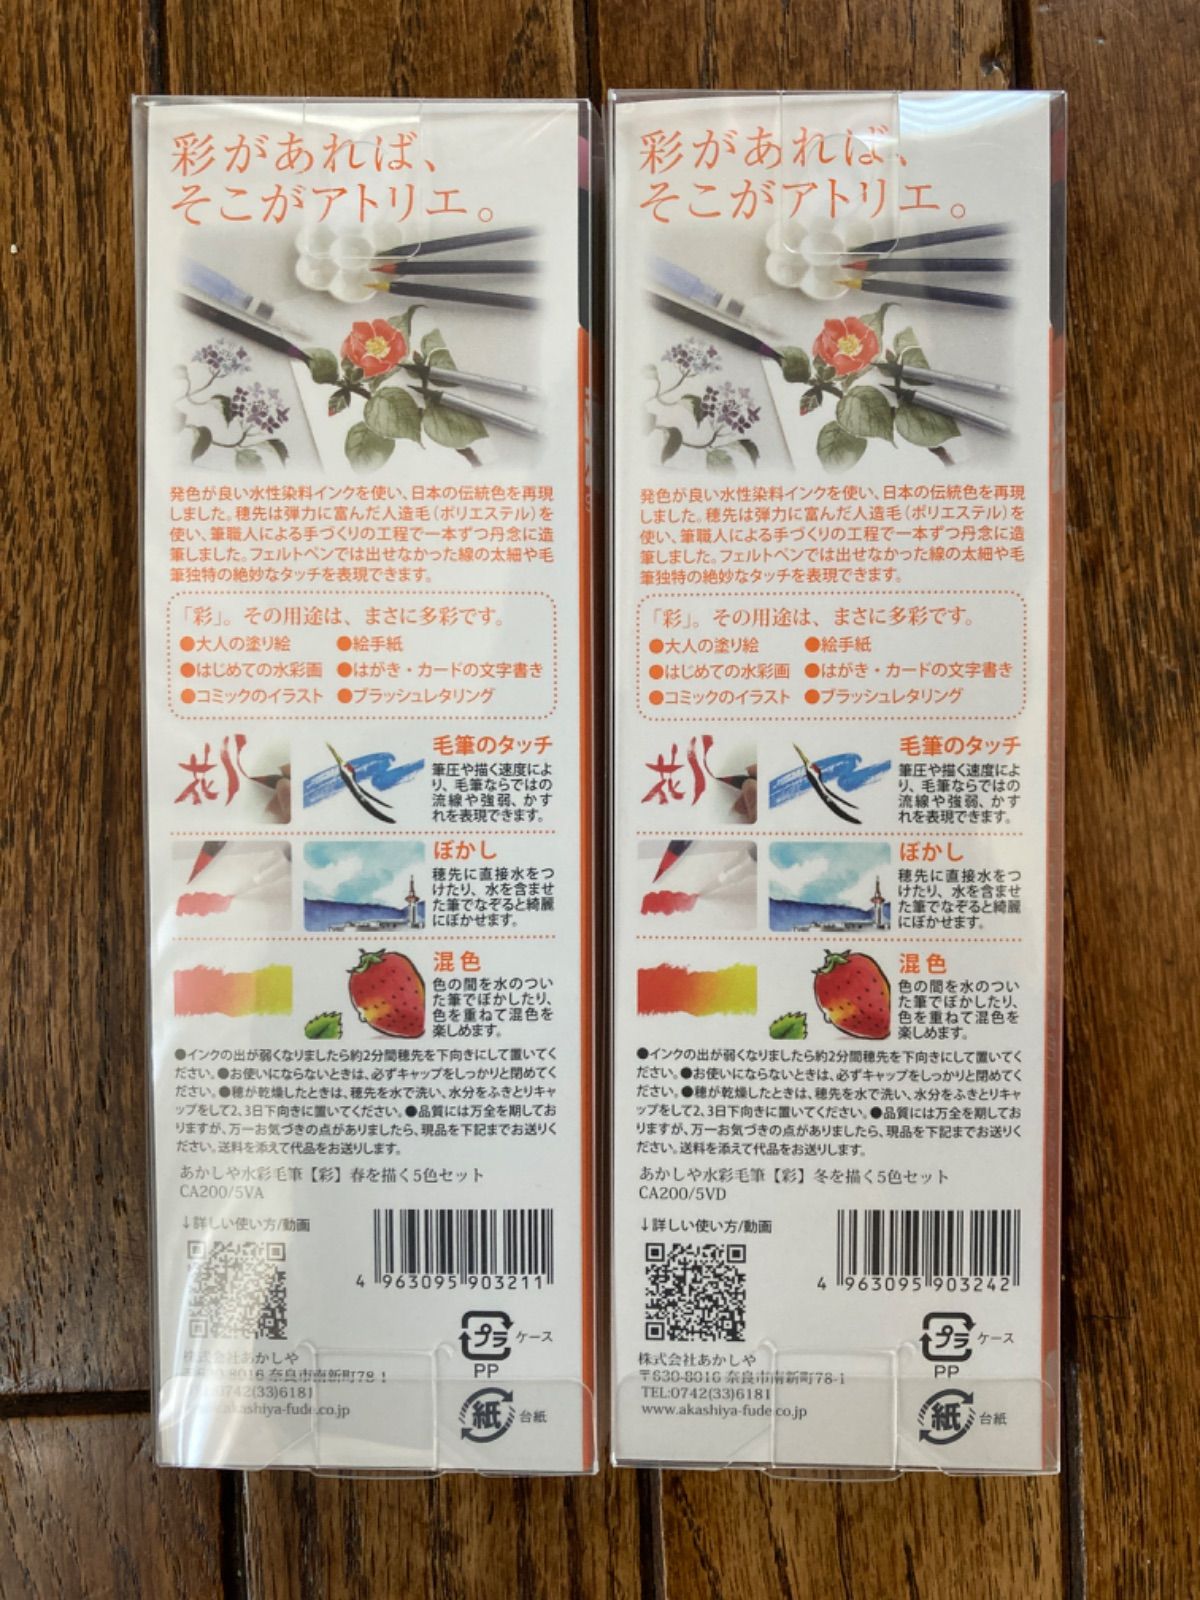 彩があれば、
そこがアトリエ。
発色が良い水性染料インクを使い、日本の伝統色を再現
しました。穂先は弾力に富んだ人造毛（ポリエステル）を
使い、筆職人による手づくりの工程で一本ずつ丹念に造
筆しました。フェルトペンでは出せなかった線の太細や毛
筆独特の絶妙なタッチを表現できます。
「彩」。その用途は、まさに多彩です。
●大人の塗り絵 ●絵手紙
●はじめての水彩画 ●はがき・カードの文字書き
●コミックのイラスト ●ブラッシュレタリング
花
毛筆のタッチ
筆圧や描く速度によ
り、毛筆ならではの
流線や強弱、かす
れを表現できます。
ぼかし
穂先に直接水をつ
けたり、水を含ませ
た筆でなぞると綺麗
にぼかせます。
混色
色の間を水のつい
た筆でぼかしたり、
色を重ねて混色を
楽しめます。
●インクの出が弱くなりましたら約2分間穂先を下向きにして置いてく
ださい。●お使いにならないときは、必ずキャップをしっかりと閉めてく
ださい。●穂が乾燥したときは、穂先を水で洗い、水分をふきとりキャ
ップをして2、3日下向きに置いてください。●品質には万全を期してお
りますが、万一お気づきの点がありましたら、現品を下記までお送りく
ださい。送料を添えて代品をお送りします。
あかしや水彩毛筆【彩】春を描く5色セット
CA200/5VA
↓詳しい使い方/動画
4 963095 903211
プラ ケース
PP
株式会社あかしや
〒630-8016 奈良市南新町78-1
TEL:0742(33)6181
www.akashiya-fude.co.jp
紙 台紙
彩があれば、
そこがアトリエ。
発色が良い水性染料インクを使い、日本の伝統色を再現
しました。穂先は弾力に富んだ人造毛（ポリエステル）を
使い、筆職人による手づくりの工程で一本ずつ丹念に造
筆しました。フェルトペンでは出せなかった線の太細や毛
筆独特の絶妙なタッチを表現できます。
「彩」。その用途は、まさに多彩です。
●大人の塗り絵 ●絵手紙
●はじめての水彩画 ●はがき・カードの文字書き
●コミックのイラスト ●ブラッシュレタリング
花
毛筆のタッチ
筆圧や描く速度によ
り、毛筆ならではの
流線や強弱、かす
れを表現できます。
ぼかし
穂先に直接水をつ
けたり、水を含ませ
た筆でなぞると綺麗
にぼかせます。
混色
色の間を水のつい
た筆でぼかしたり、
色を重ねて混色を
楽しめます。
●インクの出が弱くなりましたら約2分間穂先を下向きにして置いてく
ださい。●お使いにならないときは、必ずキャップをしっかりと閉めてく
ださい。●穂が乾燥したときは、穂先を水で洗い、水分をふきとりキャ
ップをして2、3日下向きに置いてください。●品質には万全を期してお
りますが、万一お気づきの点がありましたら、現品を下記までお送りく
ださい。送料を添えて代品をお送りします。
あかしや水彩毛筆【彩】冬を描く5色セット
CA200/5VD
↓詳しい使い方/動画
4 963095 903242
プラ ケース
PP
株式会社あかしや
〒630-8016 奈良市南新町78-1
TEL:0742(33)6181
www.akashiya-fude.co.jp
紙 台紙